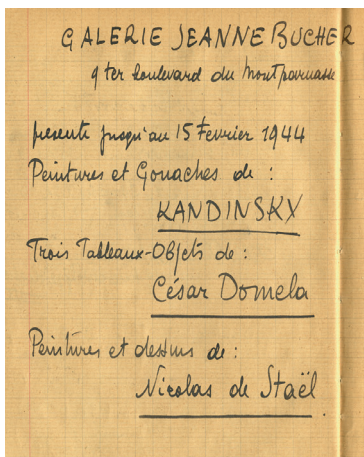 GALERIE JEANNE BUCHER
9 ter boulevard du Montparnasse
présente jusqu'au 15 Février 1944
Peintures et Gouaches de :
KANDINSKY
Trois Tableaux-Objets de :
César Domela
Peintures et dessins de :
Nicolas de Staël.